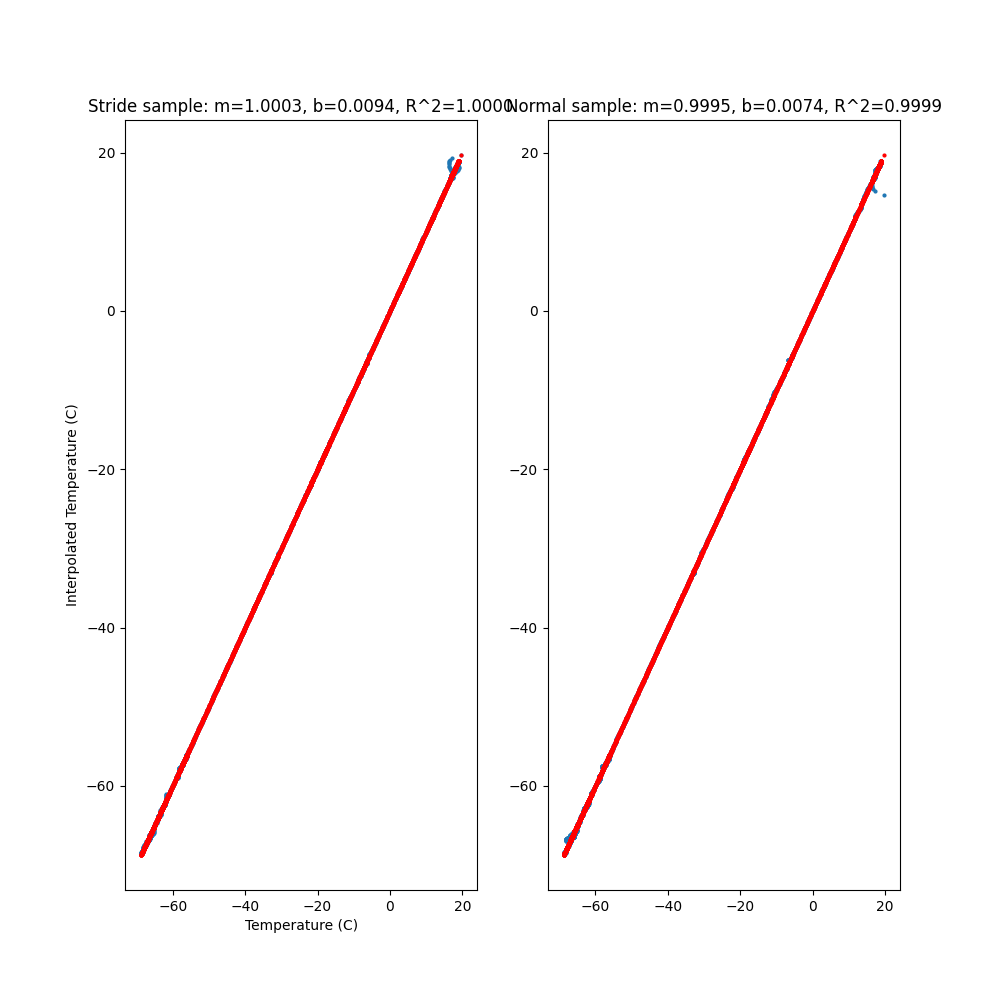 Stride sample: m=1.0003, b=0.0094, R^2=1.0000
Normal sample: m=0.9995, b=0.0074, R^2=0.9999
20
0
−20
−40
−60
Interpolated Temperature (C)
−60 −40 −20 0 20
Temperature (C)
20
0
−20
−40
−60
−60 −40 −20 0 20